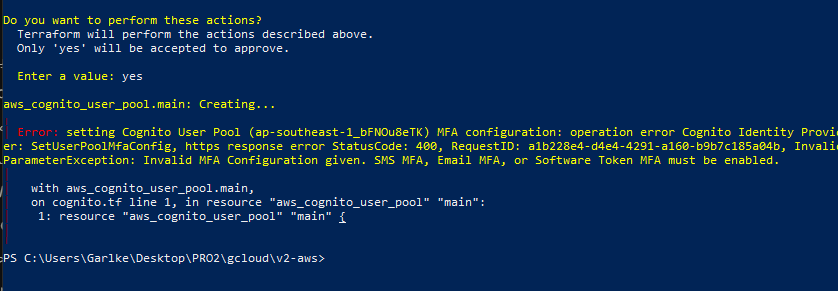 Do you want to perform these actions?
Terraform will perform the actions described above.
Only 'yes' will be accepted to approve.
Enter a value: yes
aws_cognito_user_pool.main: Creating...
Error: setting Cognito User Pool (ap-southeast-1_bFNOu8eTK) MFA configuration: operation error Cognito Identity Provi
er: SetUserPoolMfaConfig, https response error StatusCode: 400, RequestID: a1b228e4-d4e4-4291-a160-b9b7c185a04b, Invalid
ParameterException: Invalid MFA Configuration given. SMS MFA, Email MFA, or Software Token MFA must be enabled.
with aws_cognito_user_pool.main,
on cognito.tf line 1, in resource "aws_cognito_user_pool" "main":
1: resource "aws_cognito_user_pool" "main" {
PS C:\Users\Garlke\Desktop\PRO2\gcloud\v2-aws>